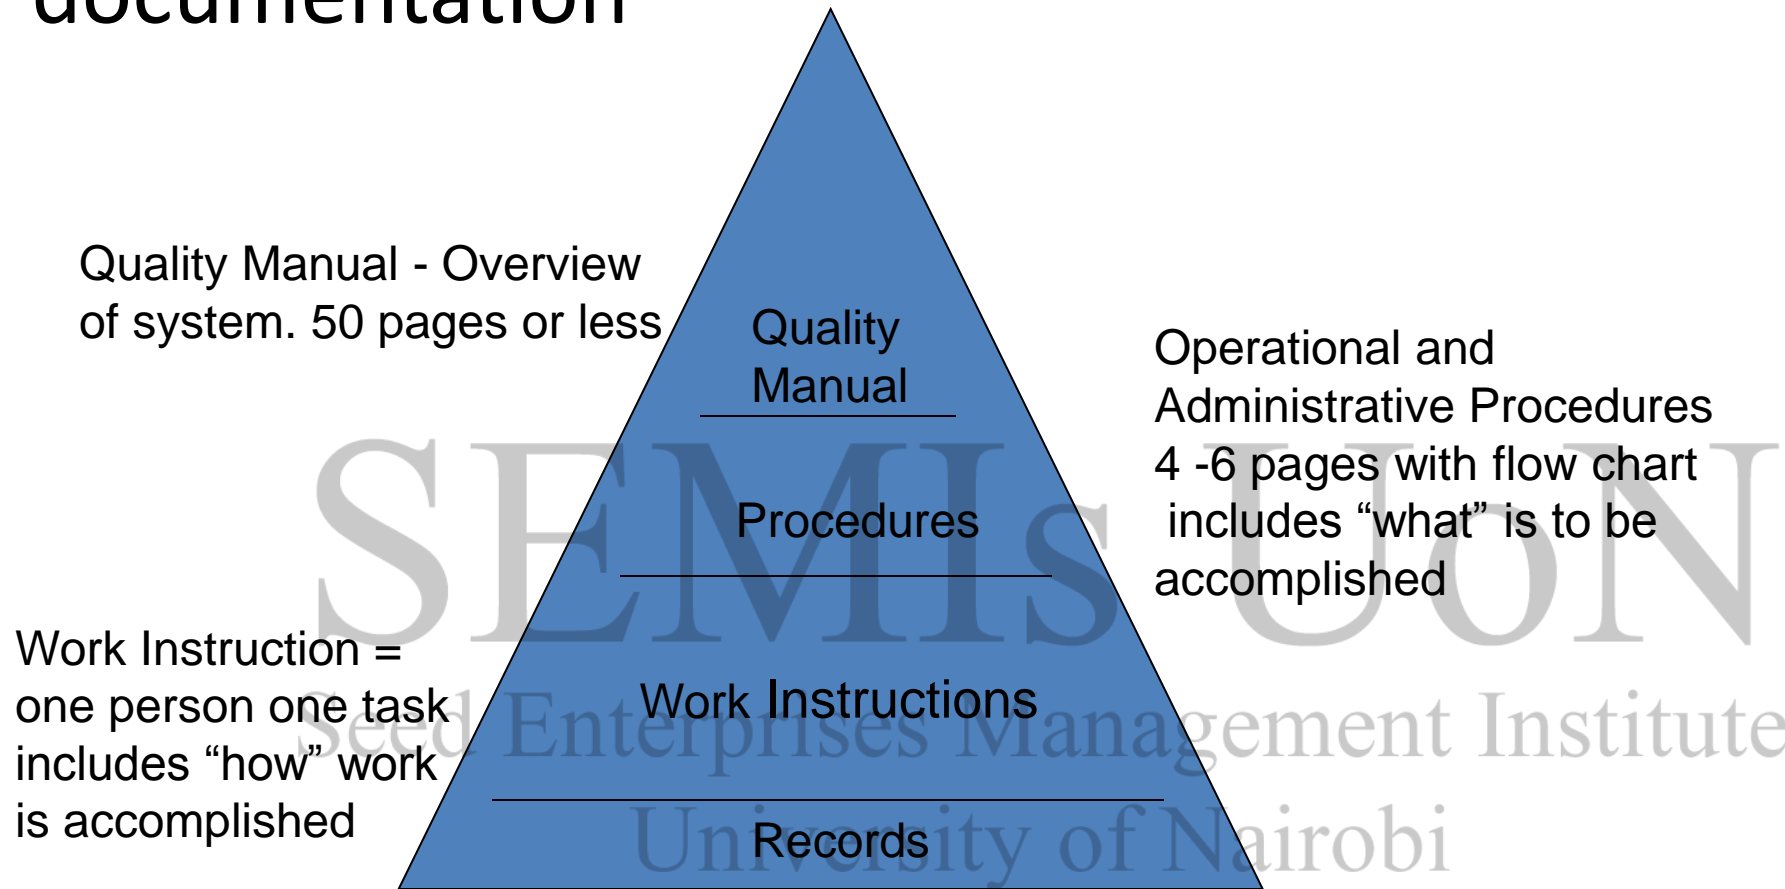 documentation
Quality Manual - Overview
of system. 50 pages or less
Quality
Manual
Operational and
Administrative Procedures
4 -6 pages with flow chart
includes “what” is to be
accomplished
Procedures
Work Instruction =
one person one task
includes “how” work
is accomplished
Work Instructions
Records
SEMIs UoN
Seed Enterprises Management Institute
University of Nairobi